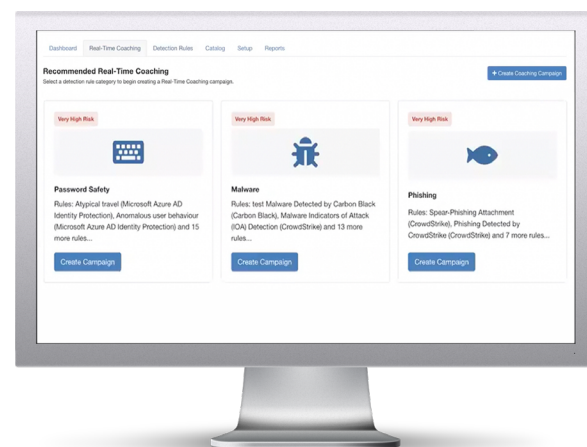 Dashboard Real-Time Coaching Detection Rules Catalog Setup Reports
Recommended Real-Time Coaching
Select a detection rule category to begin creating a Real-Time Coaching campaign.
+ Create Coaching Campaign
Very High Risk
Password Safety
Rules: Atypical travel (Microsoft Azure AD
Identity Protection), Anomalous user behaviour
(Microsoft Azure AD Identity Protection) and 15
more rules...
Create Campaign
Very High Risk
Malware
Rules: test Malware Detected by Carbon Black
(Carbon Black), Malware Indicators of Attack
(IOA) Detection (CrowdStrike) and 13 more
rules...
Create Campaign
Very High Risk
Phishing
Rules: Spear-Phishing Attachment
(CrowdStrike), Phishing Detected by
CrowdStrike (CrowdStrike) and 7 more rules...
Create Campaign